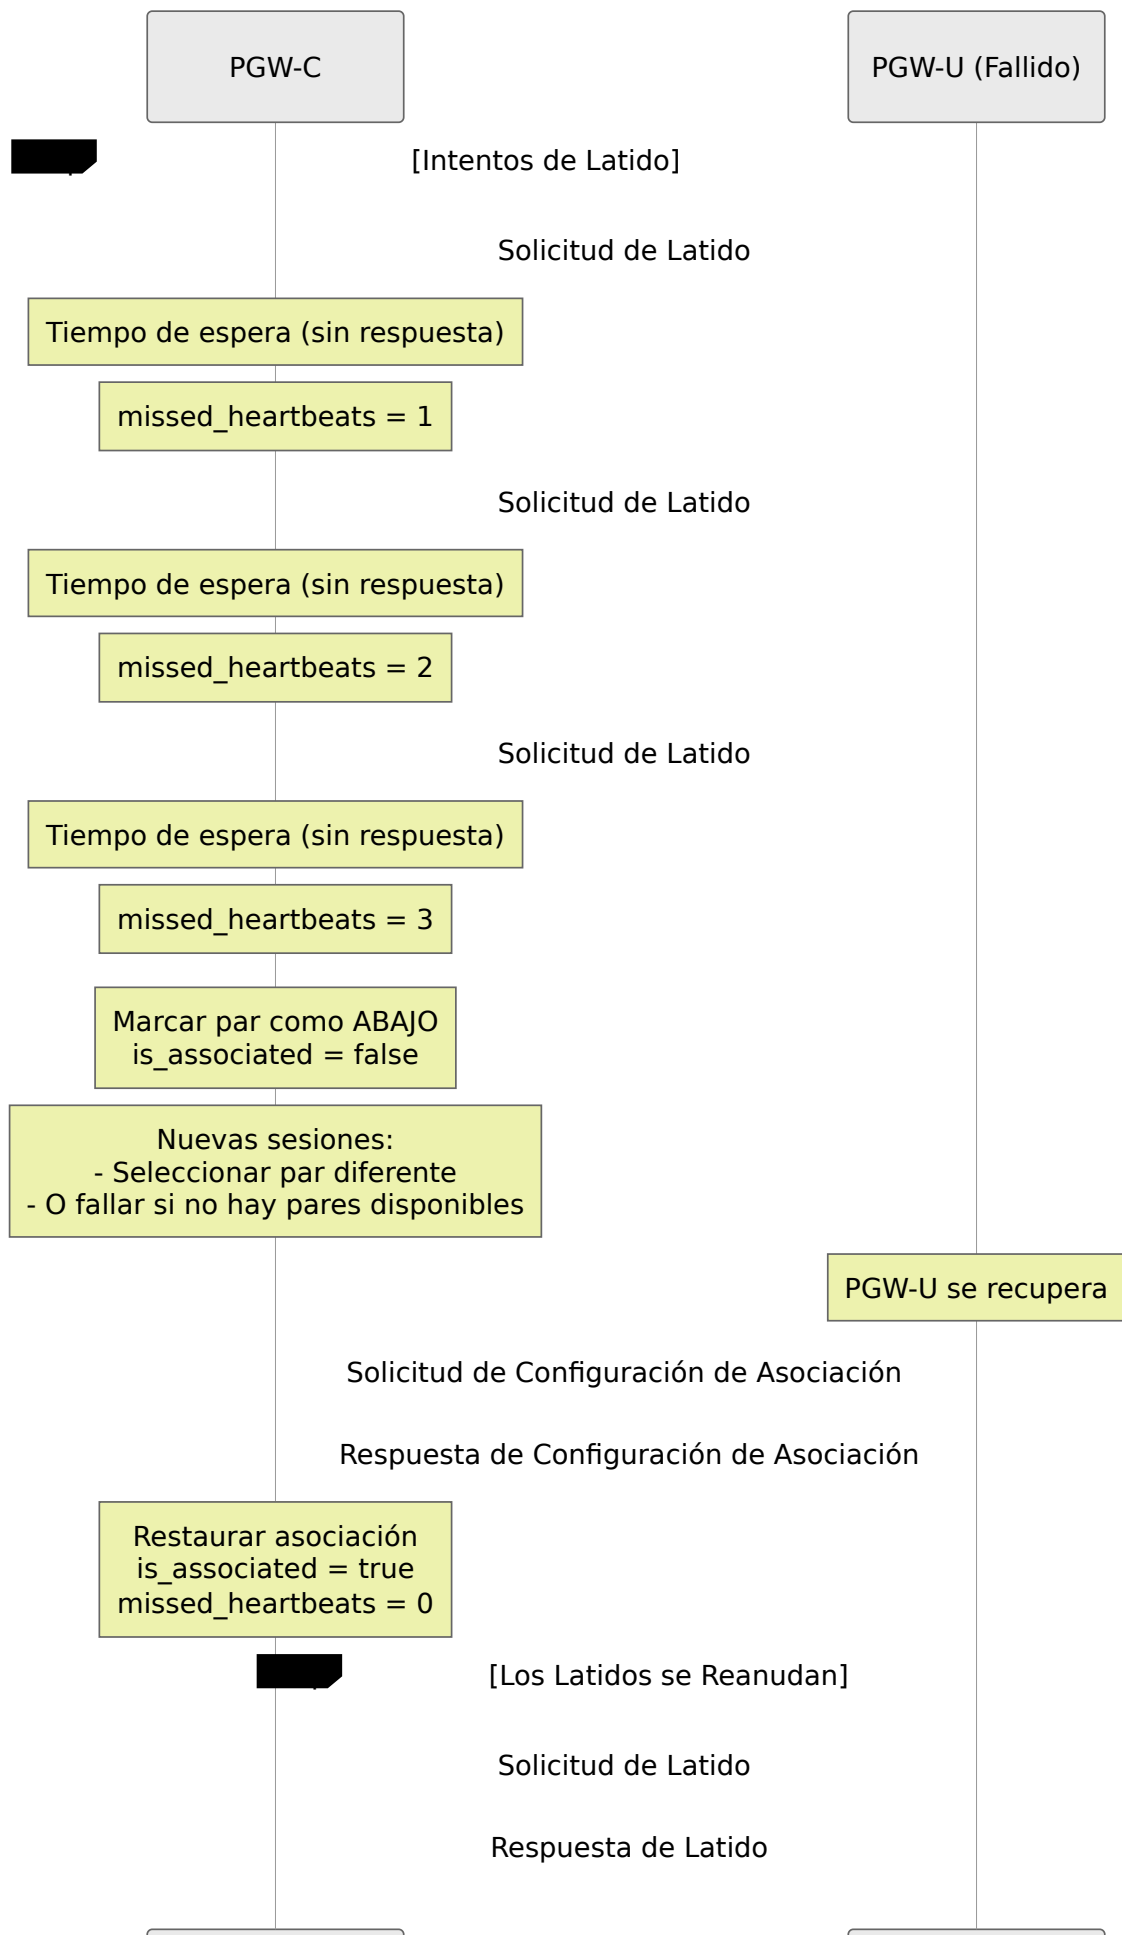 PGW-C
PGW-U (Fallido)
[Intentos de Latido]
Solicitud de Latido
Tiempo de espera (sin respuesta)
missed_heartbeats = 1
Solicitud de Latido
Tiempo de espera (sin respuesta)
missed_heartbeats = 2
Solicitud de Latido
Tiempo de espera (sin respuesta)
missed_heartbeats = 3
Marcar par como ABAJO
is_associated = false
Nuevas sesiones:
- Seleccionar par diferente
- O fallar si no hay pares disponibles
PGW-U se recupera
Solicitud de Configuración de Asociación
Respuesta de Configuración de Asociación
Restaurar asociación
is_associated = true
missed_heartbeats = 0
[Los Latidos se Reanudan]
Solicitud de Latido
Respuesta de Latido